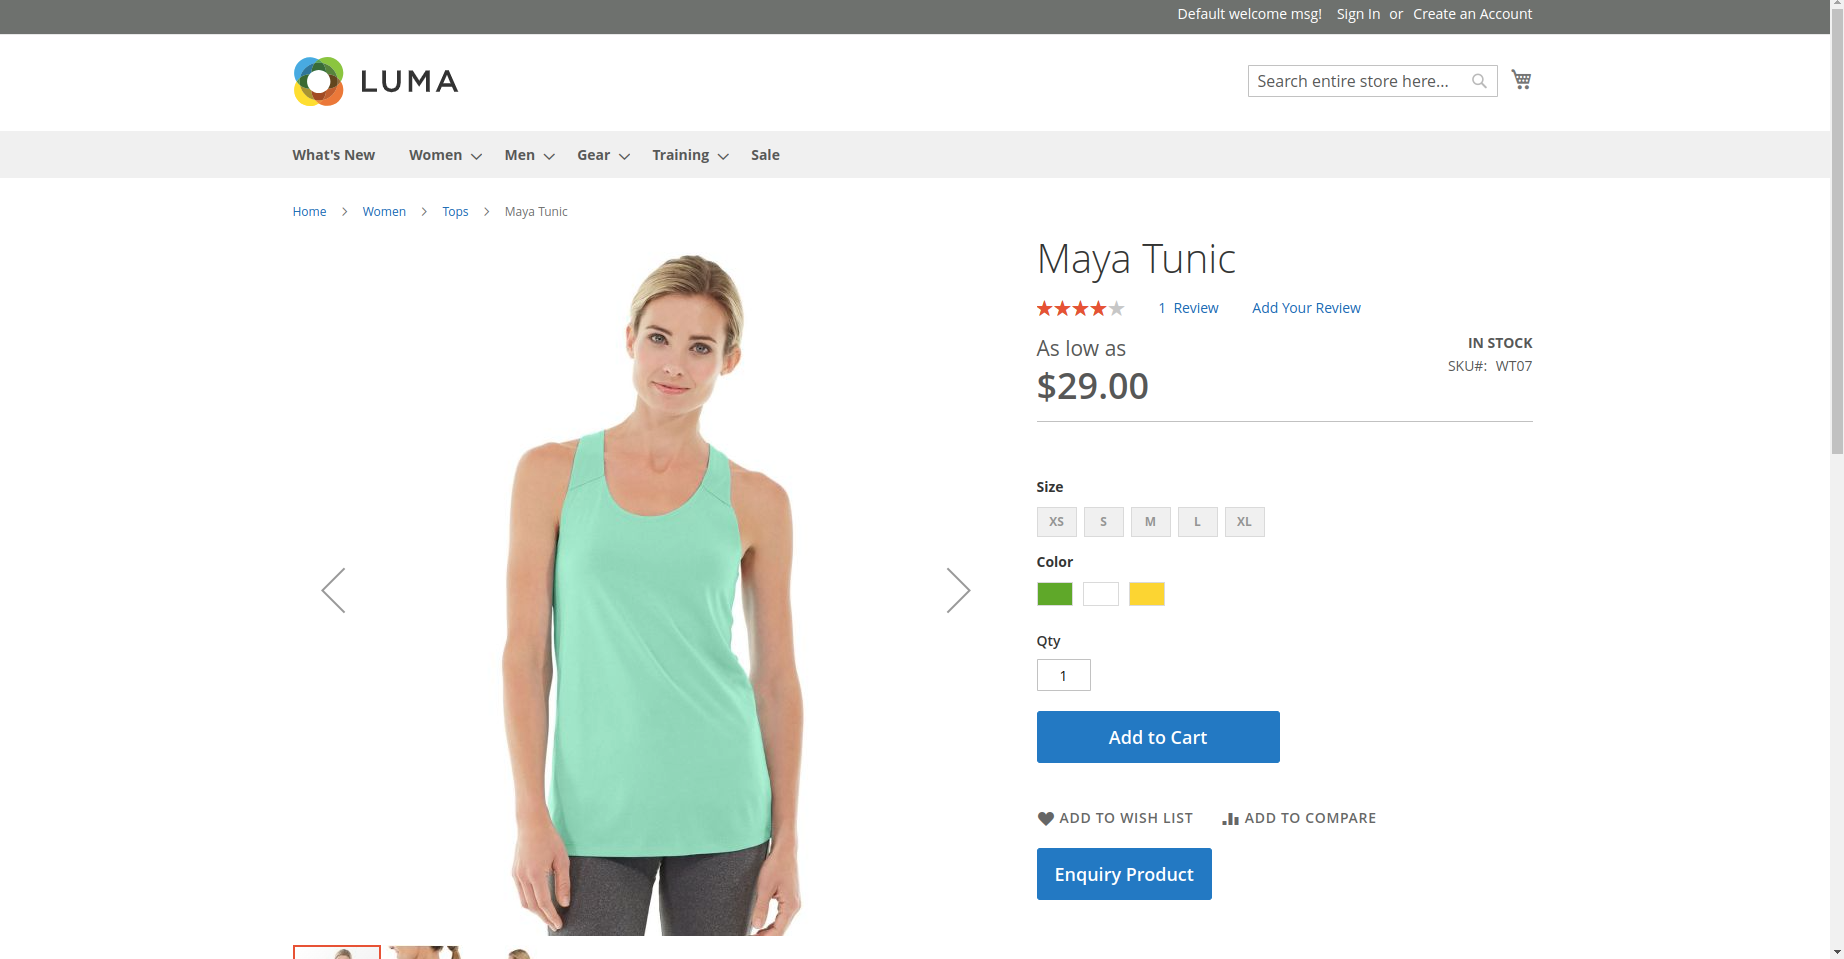 Default welcome msg! Sign In or Create an Account
LUMA
Search entire store here...
What's New Women Men Gear Training Sale
Home > Women > Tops > Maya Tunic
Maya Tunic
1 Review Add Your Review
As low as
$29.00
IN STOCK
SKU#: WT07
Size
XS S M L XL
Color
Qty
1
Add to Cart
ADD TO WISH LIST ADD TO COMPARE
Enquiry Product